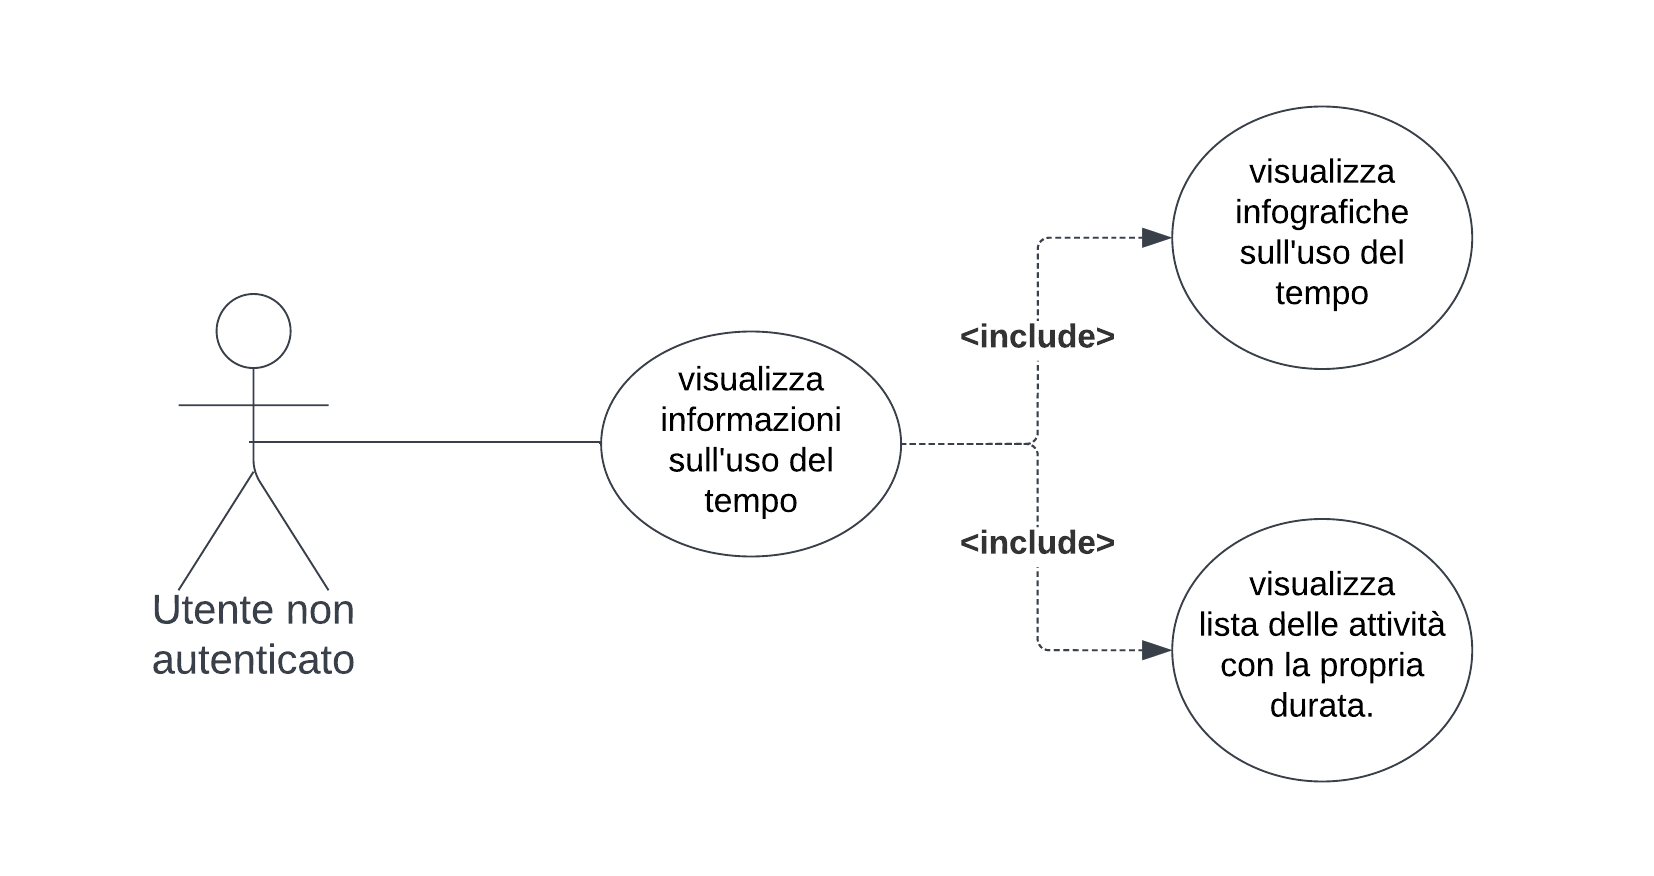 Utente non
autenticato
visualizza
informazioni
sull'uso del
tempo
<include>
<include>
visualizza
infografiche
sull'uso del
tempo
visualizza
lista delle attività
con la propria
durata.